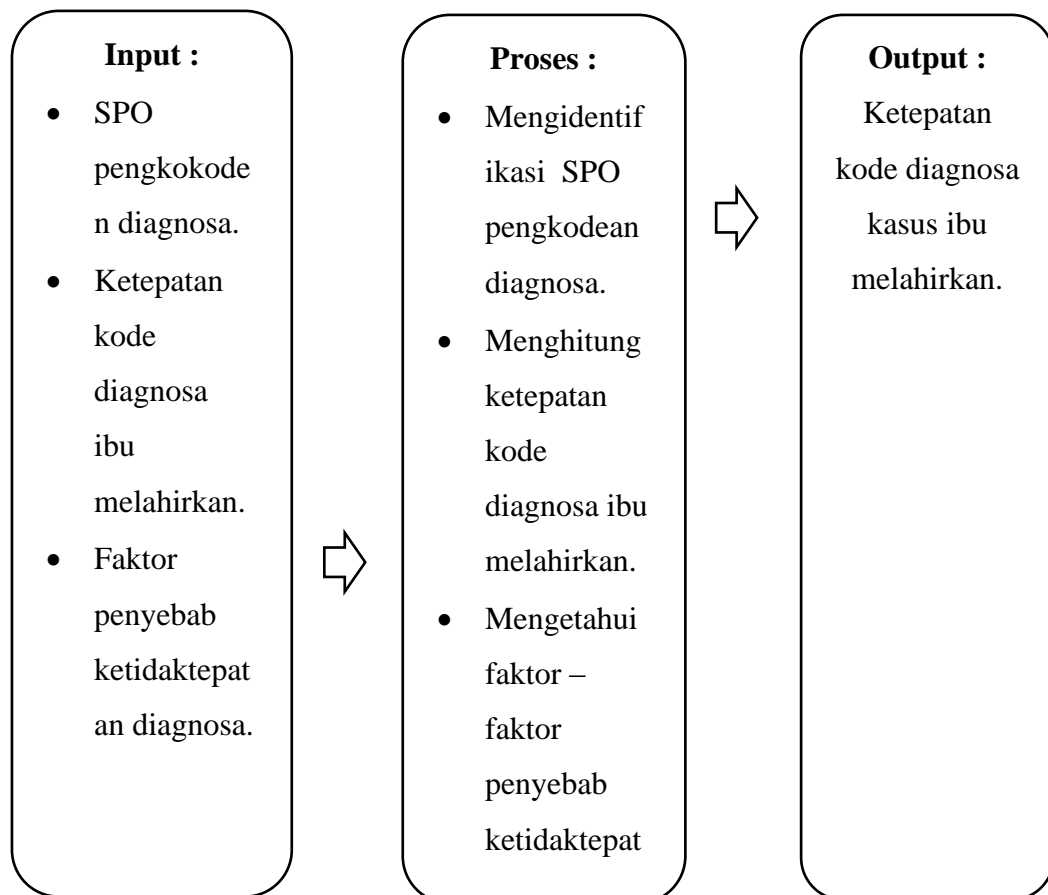 Input :
• SPO
pengkokode
n diagnosa.
• Ketepatan
kode
diagnosa
ibu
melahirkan.
• Faktor
penyebab
ketidaktepat
an diagnosa.
Proses :
• Mengidentif
ikasi SPO
pengkodean
diagnosa.
• Menghitung
ketepatan
kode
diagnosa ibu
melahirkan.
• Mengetahui
faktor –
faktor
penyebab
ketidaktepat
Output :
Ketepatan
kode diagnosa
kasus ibu
melahirkan.